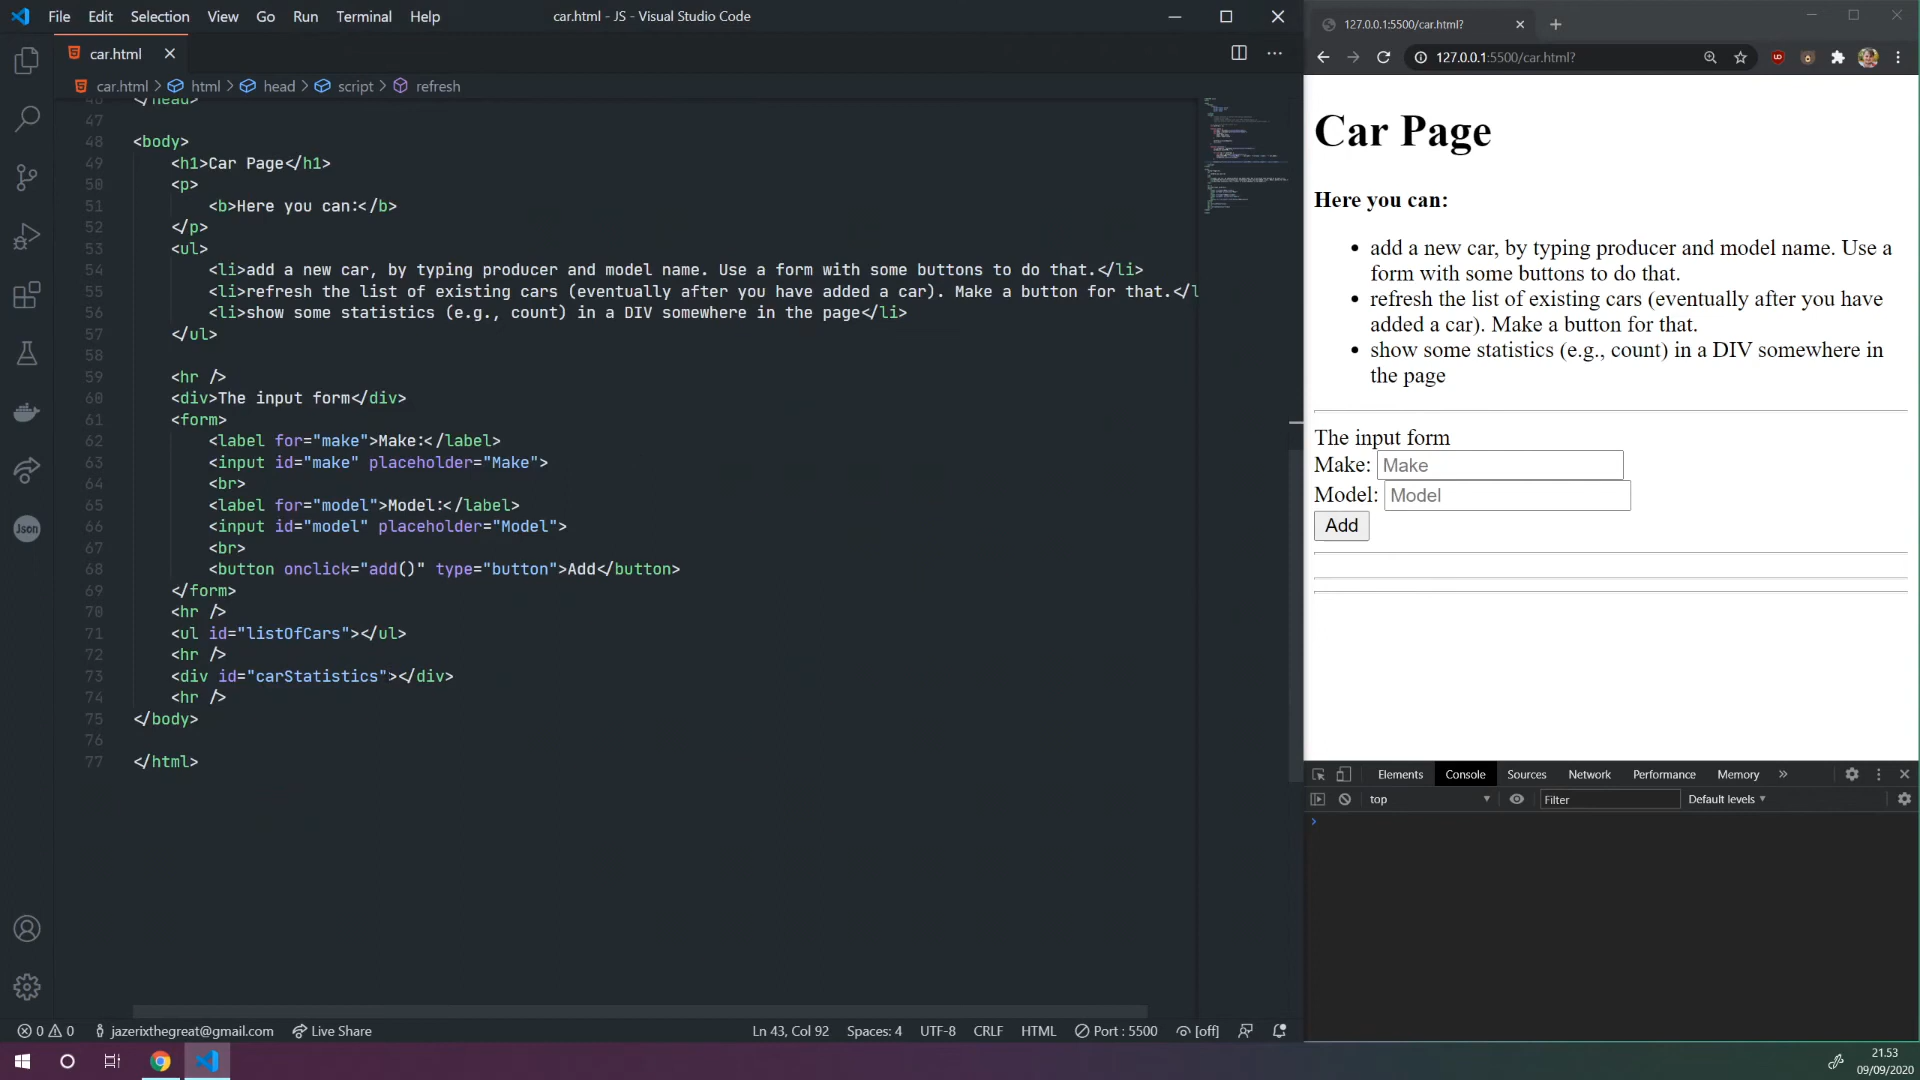 File Edit Selection View Go Run Terminal Help
car.html - JS - Visual Studio Code
car.html
car.html > html > head > script > refresh
46 </head>
47
48 <body>
49 <h1>Car Page</h1>
50 <p>
51 <b>Here you can:</b>
52 </p>
53 <ul>
54 <li>add a new car, by typing producer and model name. Use a form with some buttons to do that.</li>
55 <li>refresh the list of existing cars (eventually after you have added a car). Make a button for that.</l
56 <li>show some statistics (e.g., count) in a DIV somewhere in the page</li>
57 </ul>
58
59 <hr />
60 <div>The input form</div>
61 <form>
62 <label for="make">Make:</label>
63 <input id="make" placeholder="Make">
64 <br>
65 <label for="model">Model:</label>
66 <input id="model" placeholder="Model">
67 <br>
68 <button onclick="add()" type="button">Add</button>
69 </form>
70 <hr />
71 <ul id="listOfCars"></ul>
72 <hr />
73 <div id="carStatistics"></div>
74 <hr />
75 </body>
76
77 </html>
Json
0 0 jazerixthegreat@gmail.com Live Share
Ln 43, Col 92 Spaces: 4 UTF-8 CRLF HTML Port : 5500 [off]
127.0.0.1:5500/car.html?
127.0.0.1:5500/car.html?
Car Page
Here you can:
• add a new car, by typing producer and model name. Use a
form with some buttons to do that.
• refresh the list of existing cars (eventually after you have
added a car). Make a button for that.
• show some statistics (e.g., count) in a DIV somewhere in
the page
The input form
Make: Make
Model: Model
Add
Elements Console Sources Network Performance Memory »
top Filter Default levels
21.53
09/09/2020